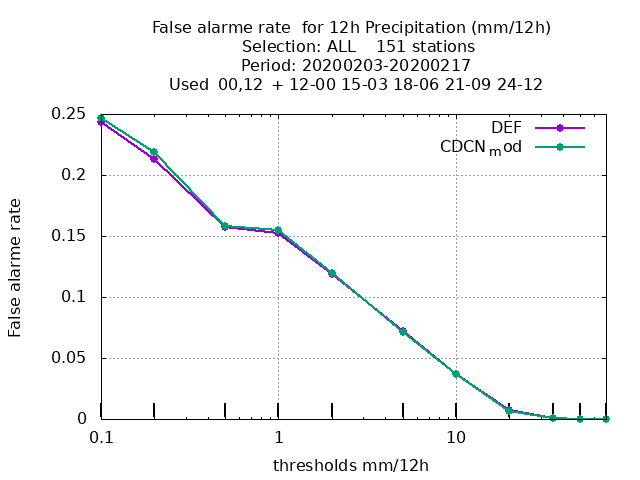 False alarme rate  for 12h Precipitation (mm/12h)
Selection: ALL    151 stations
Period: 20200203-20200217
Used  00,12  + 12-00 15-03 18-06 21-09 24-12
DEF
CDCNmod
0.25
0.2
0.15
0.1
0.05
0
False alarme rate
0.1 1 10
thresholds mm/12h